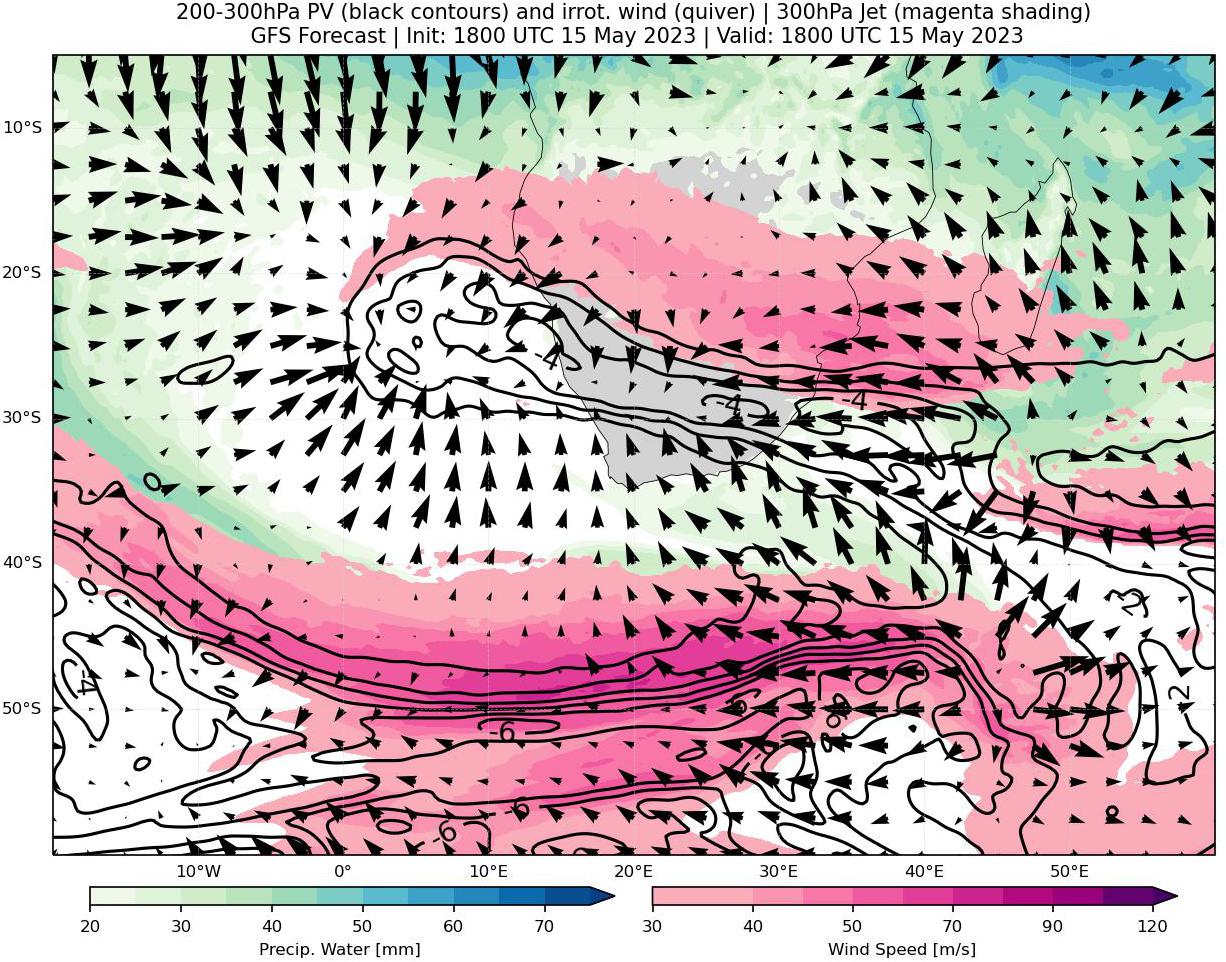 200-300hPa PV (black contours) and irrot. wind (quiver) | 300hPa Jet (magenta shading)
GFS Forecast | Init: 1800 UTC 15 May 2023 | Valid: 1800 UTC 15 May 2023
10°S
20°S
-4
-4
-4
30°S
40°S
-2
-4
2
50°S
-6
6
-6
10°W
0°
10°E
20°E
30°E
40°E
50°E
20
30
40
50
60
70
30
40
50
70
90
120
Precip. Water [mm]
Wind Speed [m/s]